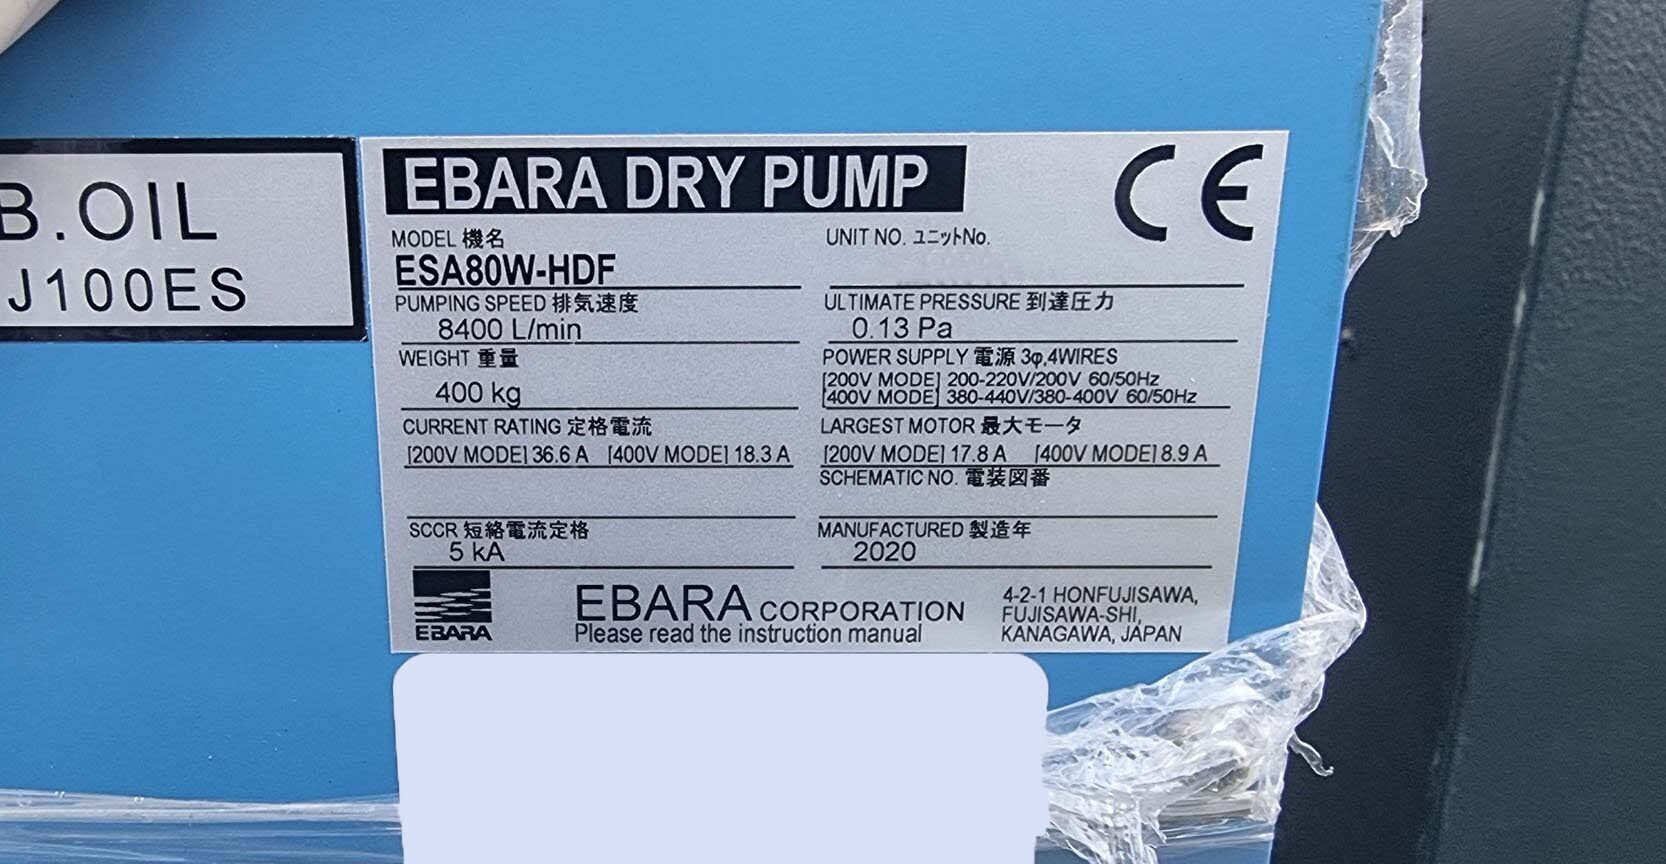 B.OIL
J100ES
EBARA DRY PUMP
CE
MODEL 機名
ESA80W-HDF
UNIT NO. ユニットNo.
PUMPING SPEED 排気速度
8400 L/min
ULTIMATE PRESSURE 到達圧力
0.13 Pa
WEIGHT 重量
400 kg
POWER SUPPLY 電源 3φ,4WIRES
[200V MODE] 200-220V/200V 60/50Hz
[400V MODE] 380-440V/380-400V 60/50Hz
CURRENT RATING 定格電流
[200V MODE] 36.6 A [400V MODE] 18.3 A
LARGEST MOTOR 最大モータ
[200V MODE] 17.8 A [400V MODE] 8.9 A
SCHEMATIC NO. 電装図番
SCCR 短絡電流定格
5 kA
MANUFACTURED 製造年
2020
EBARA
EBARA CORPORATION
Please read the instruction manual
4-2-1 HONFUJISAWA,
FUJISAWA-SHI,
KANAGAWA, JAPAN